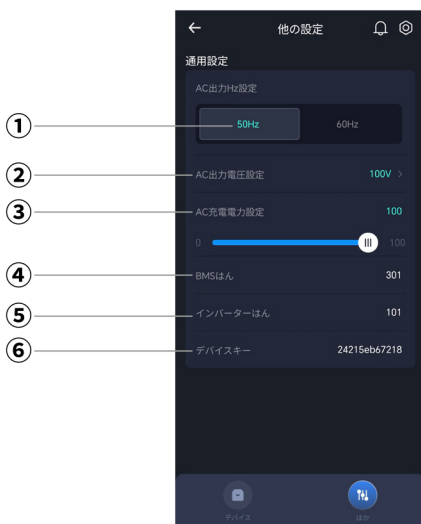 他の設定
通用設定
AC出力Hz設定
① 50Hz 60Hz
② AC出力電圧設定 100V >
③ AC充電電力設定 100
0 100
④ BMSはん 301
⑤ インバーターはん 101
⑥ デバイスキー 24215eb67218
デバイス ほか